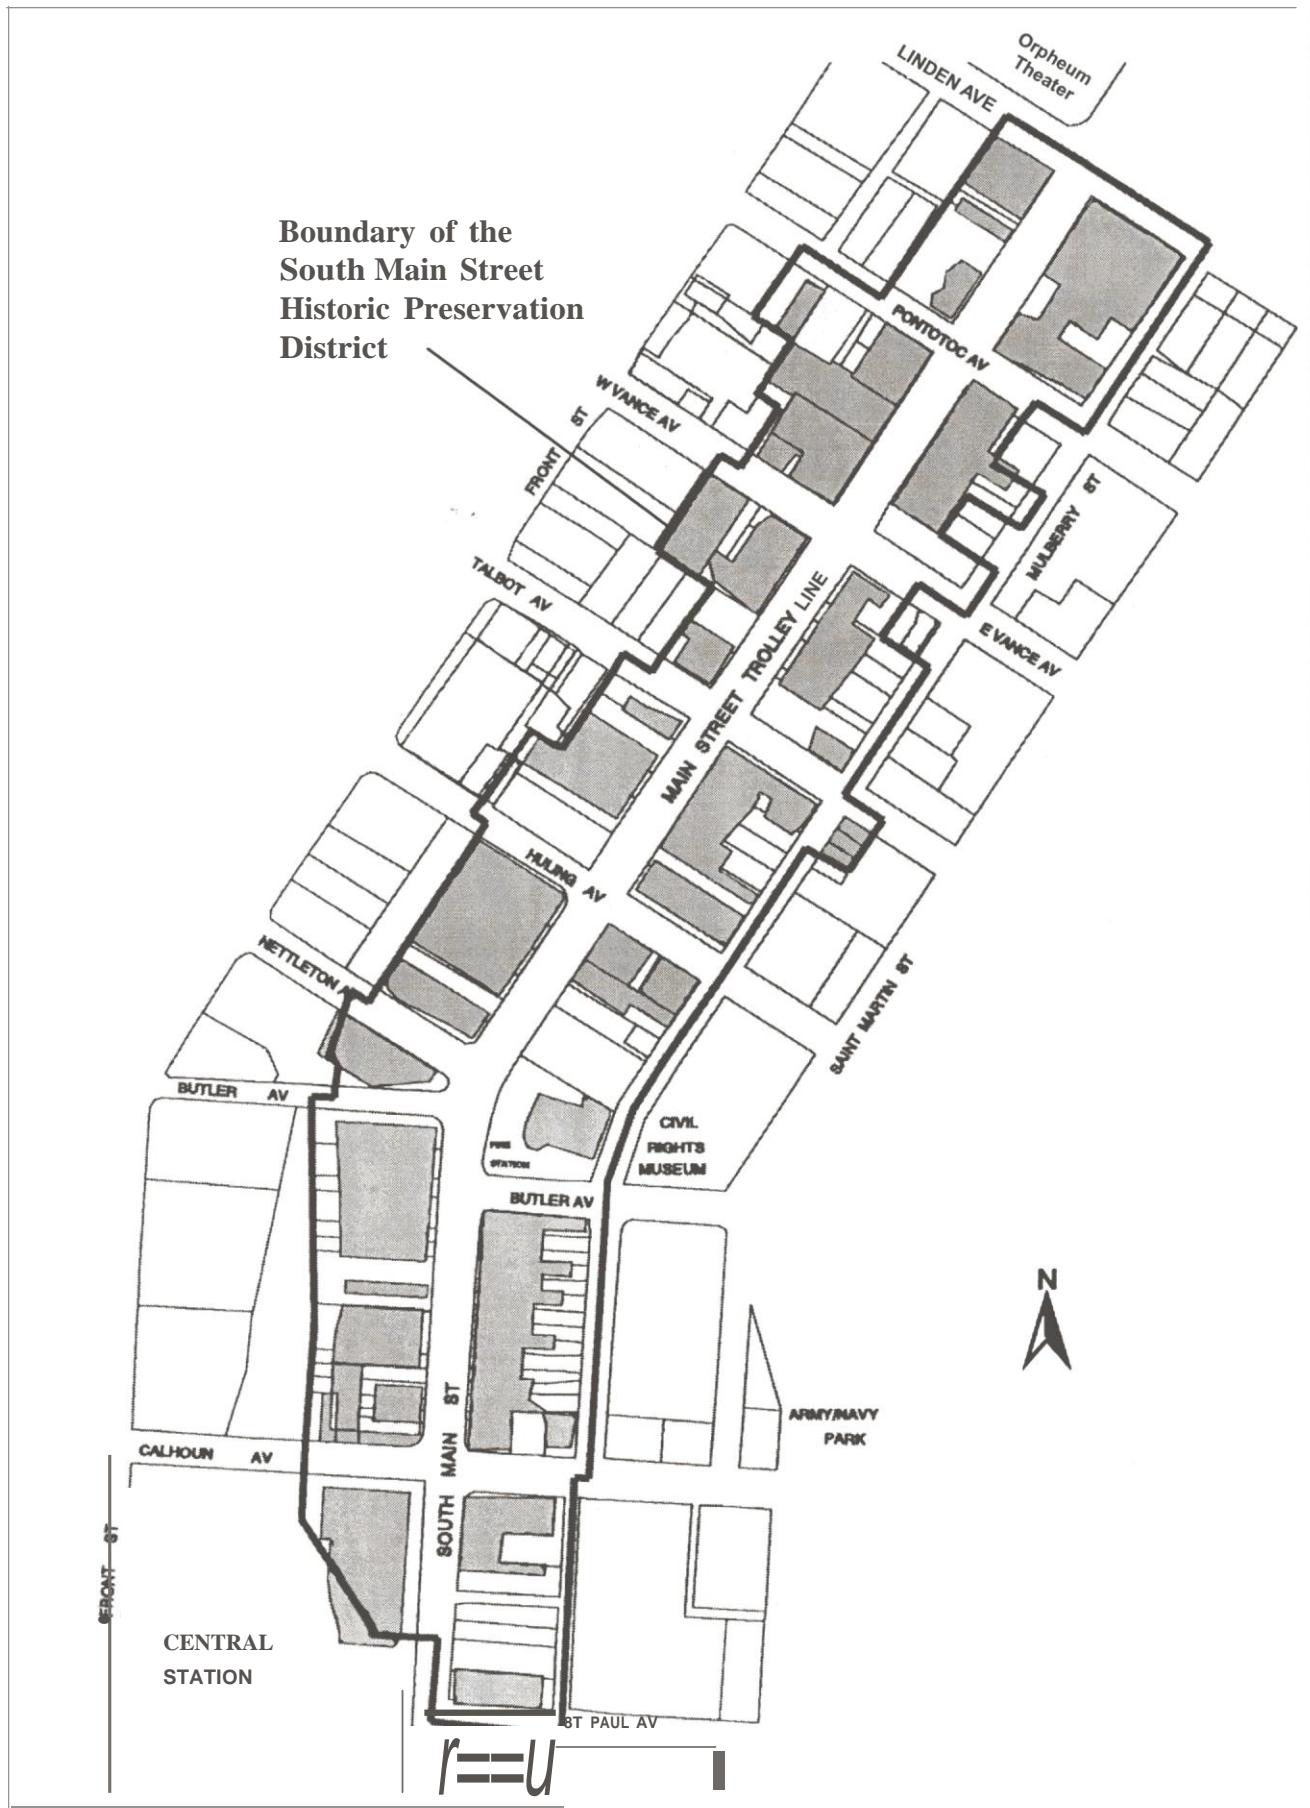 Orpheum
Theater
LINDEN AVE
Boundary of the
South Main Street
Historic Preservation
District
PONTOTOC AV
W VANCE AV
FRONT ST
MULBERRY ST
TALBOT AV
MAIN STREET TROLLEY LINE
E VANCE AV
HULING AV
NETTLETON A
SAINT MARTIN ST
BUTLER AV
CIVIL
RIGHTS
MUSEUM
FIRE
STATION
BUTLER AV
N
SOUTH MAIN ST
ARMY/NAVY
PARK
CALHOUN AV
FRONT ST
CENTRAL
STATION
ST PAUL AV
r==u